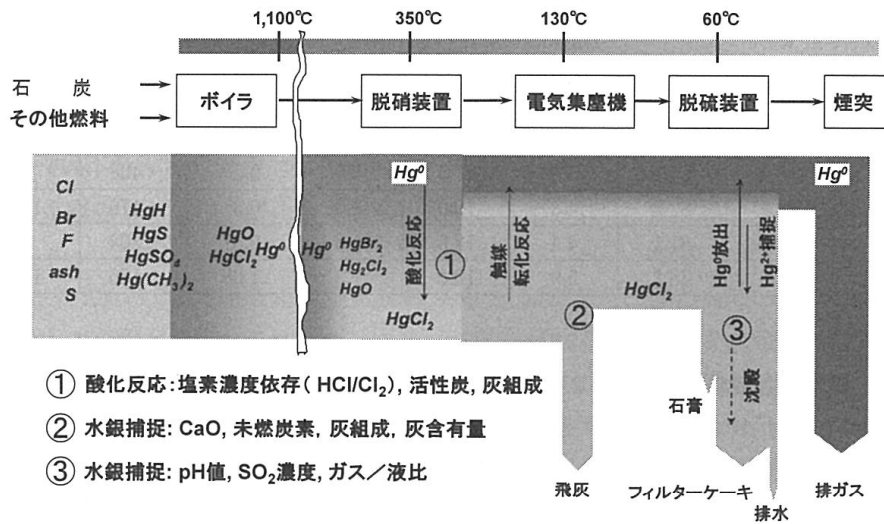 1,100℃ 350℃ 130℃ 60℃
石 炭
その他燃料
ボイラ 脱硝装置 電気集塵機 脱硫装置 煙突
Cl
Br
F
ash
S
HgH
HgS
HgSO4
Hg(CH3)2
HgO
HgCl2
Hg0
Hg0
HgBr2
Hg2Cl2
HgO
Hg0
酸化反応
①
HgCl2
触媒
転化反応
②
HgCl2
Hg0放出
Hg2+捕捉
③
沈殿
Hg0
石膏
飛灰
フィルターケーキ
排水
排ガス
① 酸化反応:塩素濃度依存( HCl/Cl2), 活性炭, 灰組成
② 水銀捕捉: CaO, 未燃炭素, 灰組成, 灰含有量
③ 水銀捕捉: pH値, SO2濃度, ガス/液比